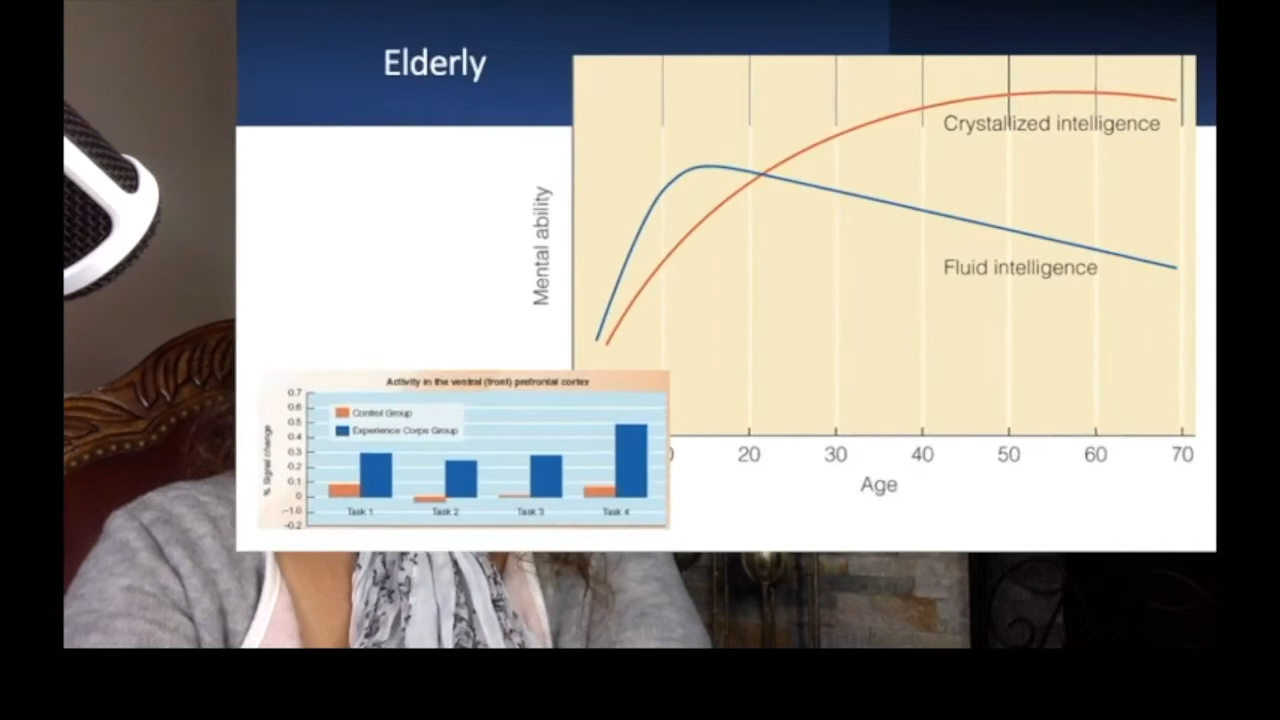 Elderly
Crystallized intelligence
Mental ability
Fluid intelligence
0 20 30 40 50 60 70
Age
Activity in the ventral (front) prefrontal cortex
0.7
0.6
0.5
0.4
0.3
0.2
0.1
0
–1.0
–0.2
% Signal change
Control Group
Experience Corps Group
Task 1 Task 2 Task 3 Task 4